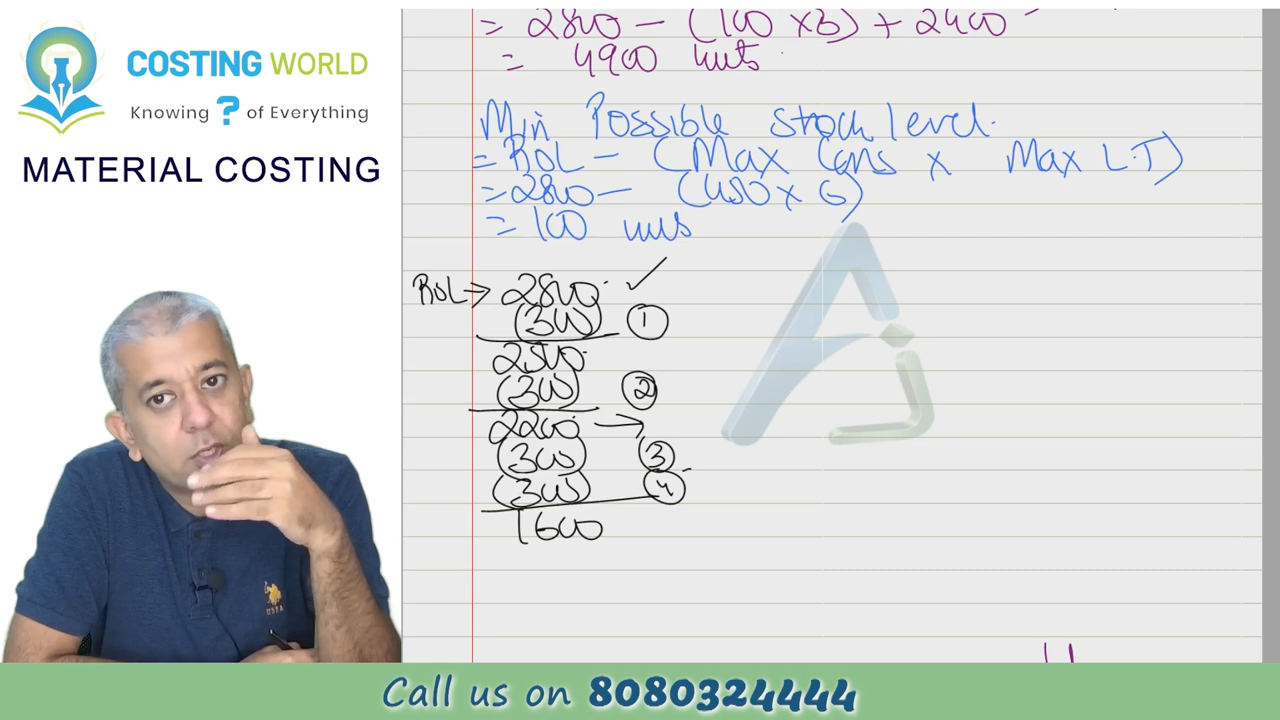 COSTING WORLD
Knowing ? of Everything
MATERIAL COSTING
= 2800 - (100 x 3) + 2400
= 4900 units
Min Possible stock level.
= ROL - (Max Cons x Max L.T)
= 2800 - (450 x 6)
= 100 units
ROL → 2800 ✓
(300) ①
2500
(300) ②
2200 →
(300) ③
(300) ④
1600
USPA
Call us on 8080324444